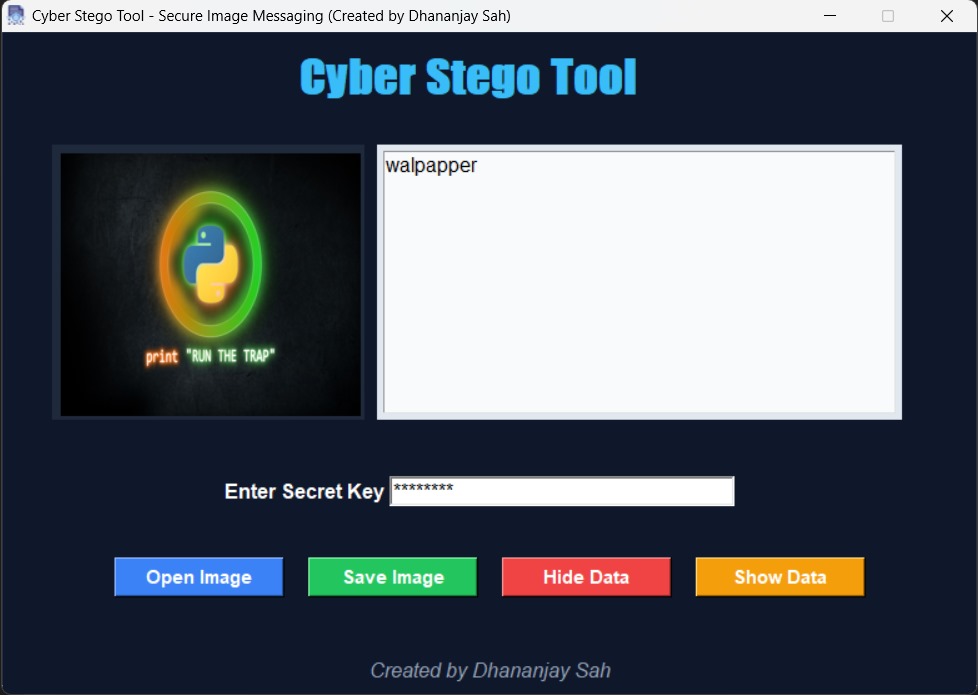 Cyber Stego Tool - Secure Image Messaging (Created by Dhananjay Sah)
Cyber Stego Tool
walpapper
print "RUN THE TRAP"
Enter Secret Key ********
Open Image Save Image Hide Data Show Data
Created by Dhananjay Sah